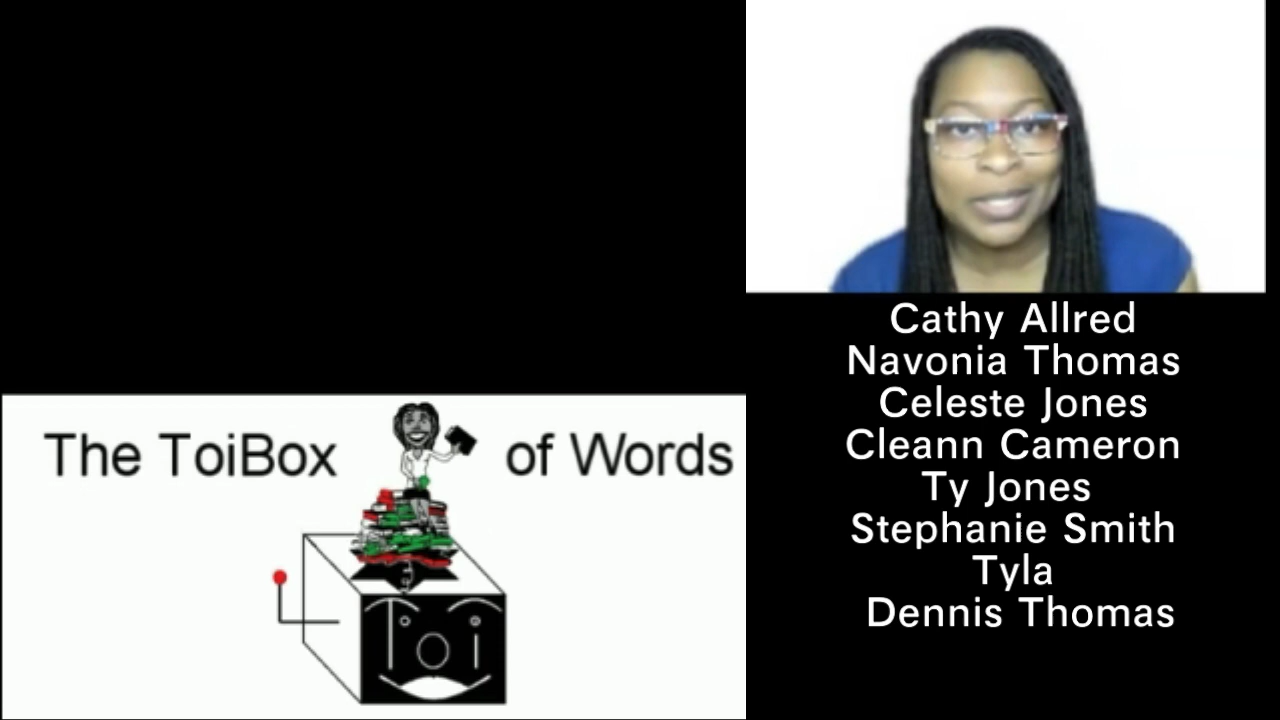 The ToiBox of Words
Toi
Cathy Allred
Navonia Thomas
Celeste Jones
Cleann Cameron
Ty Jones
Stephanie Smith
Tyla
Dennis Thomas